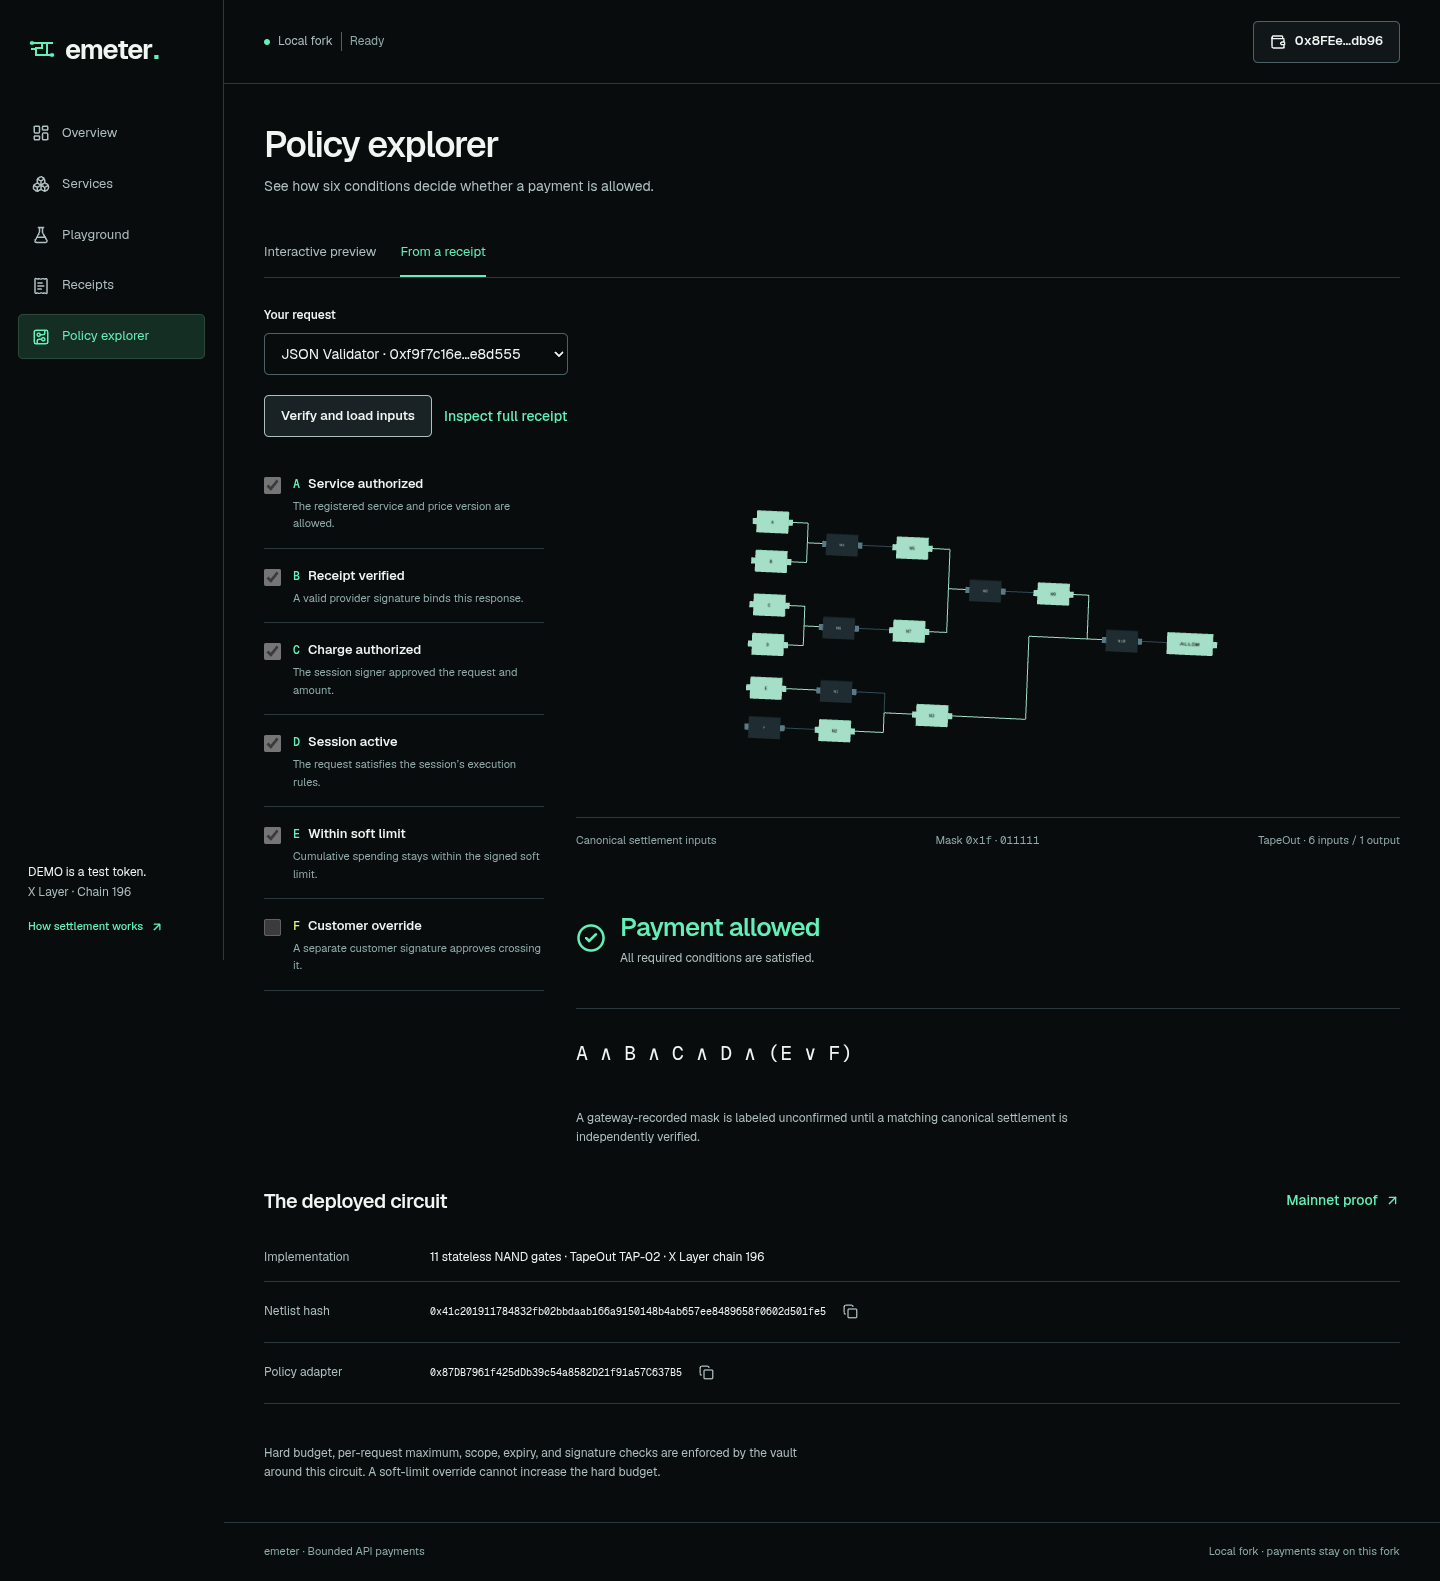 emeter.
Local fork
Ready
0x8FEe...db96
Overview
Services
Playground
Receipts
Policy explorer
DEMO is a test token.
X Layer · Chain 196
How settlement works
Policy explorer
See how six conditions decide whether a payment is allowed.
Interactive preview
From a receipt
Your request
JSON Validator · 0xf9f7c16e...e8d555
Verify and load inputs
Inspect full receipt
A Service authorized
The registered service and price version are
allowed.
B Receipt verified
A valid provider signature binds this response.
C Charge authorized
The session signer approved the request and
amount.
D Session active
The request satisfies the session's execution
rules.
E Within soft limit
Cumulative spending stays within the signed soft
limit.
F Customer override
A separate customer signature approves crossing
it.
ALLOW
Canonical settlement inputs
Mask 0x1f · 011111
TapeOut · 6 inputs / 1 output
Payment allowed
All required conditions are satisfied.
A ∧ B ∧ C ∧ D ∧ (E ∨ F)
A gateway-recorded mask is labeled unconfirmed until a matching canonical settlement is
independently verified.
The deployed circuit
Mainnet proof
Implementation
11 stateless NAND gates · TapeOut TAP-02 · X Layer chain 196
Netlist hash
0x41c201911784832fb02bbdaab166a9150148b4ab657ee8489658f0602d501fe5
Policy adapter
0x87DB7961f425dDb39c54a8582D21f91a57C637B5
Hard budget, per-request maximum, scope, expiry, and signature checks are enforced by the vault
around this circuit. A soft-limit override cannot increase the hard budget.
emeter · Bounded API payments
Local fork · payments stay on this fork